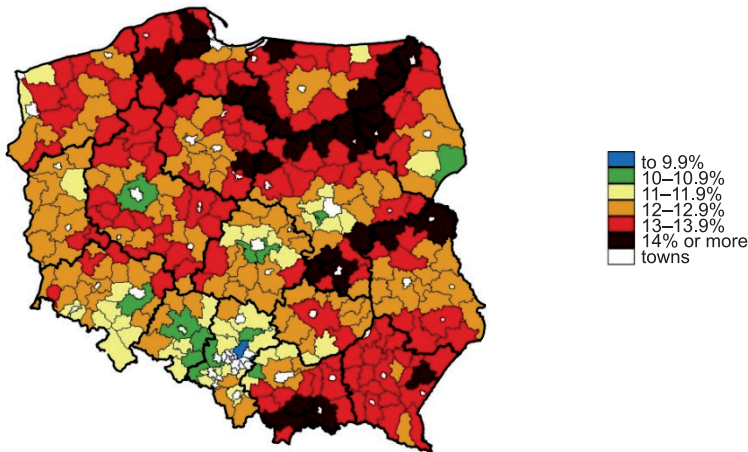 to 9.9%
10–10.9%
11–11.9%
12–12.9%
13–13.9%
14% or more
towns